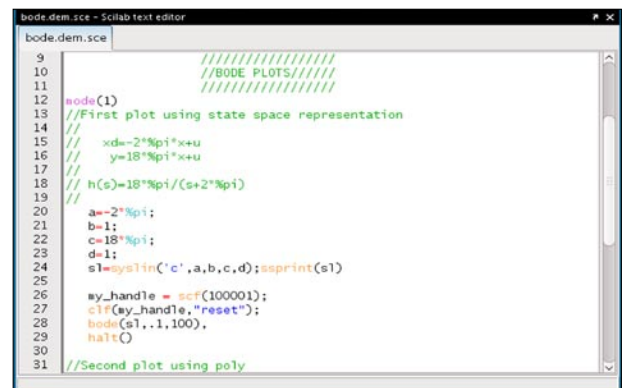 bode.dem.sce - Scilab text editor
bode.dem.sce
9 //////////////////
10 //BODE PLOTS//////
11 //////////////////
12 mode(1)
13 //First plot using state space representation
14 //
15 // xd=-2*%pi*x+u
16 // y=18*%pi*x+u
17 //
18 // h(s)=18*%pi/(s+2*%pi)
19 //
20 a=-2*%pi;
21 b=1;
22 c=18*%pi;
23 d=1;
24 sl=syslin('c',a,b,c,d);ssprint(sl)
25
26 my_handle = scf(100001);
27 clf(my_handle,"reset");
28 bode(sl,.1,100),
29 halt()
30
31 //Second plot using poly